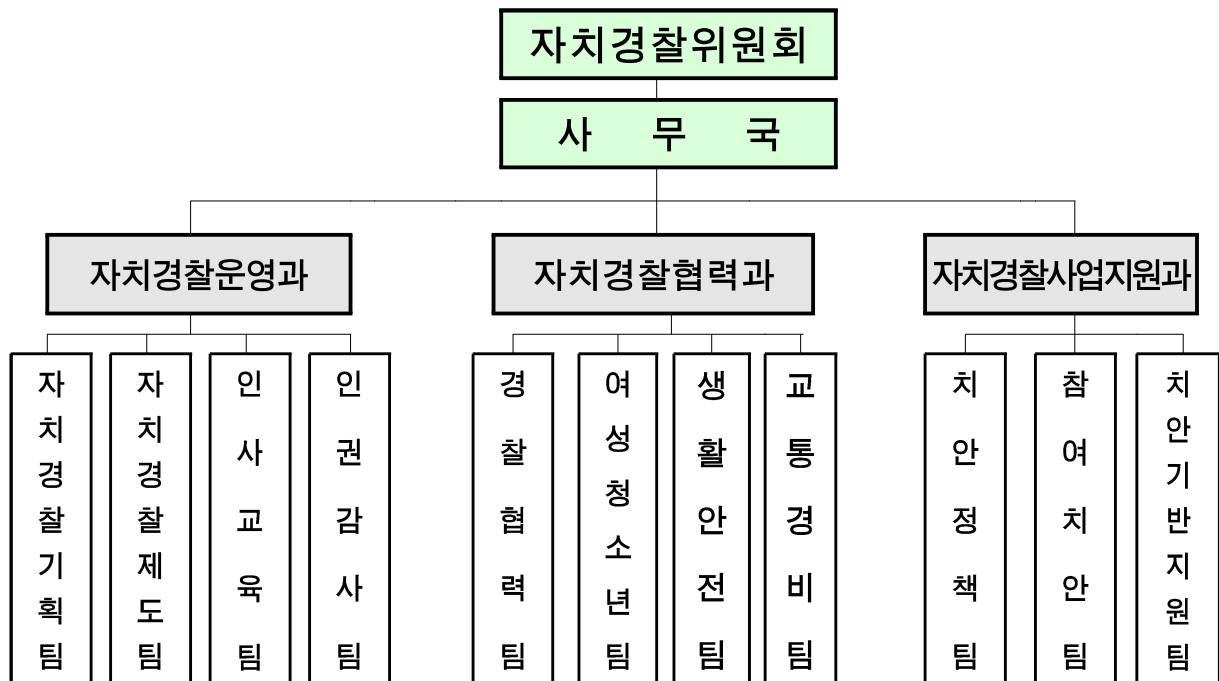 자치경찰위원회
사 무 국
자치경찰운영과
자치경찰협력과
자치경찰사업지원과
자치경찰기획팀
자치경찰제도팀
인사교육팀
인권감사팀
경찰협력팀
여성청소년팀
생활안전팀
교통경비팀
치안정책팀
참여치안팀
치안기반지원팀